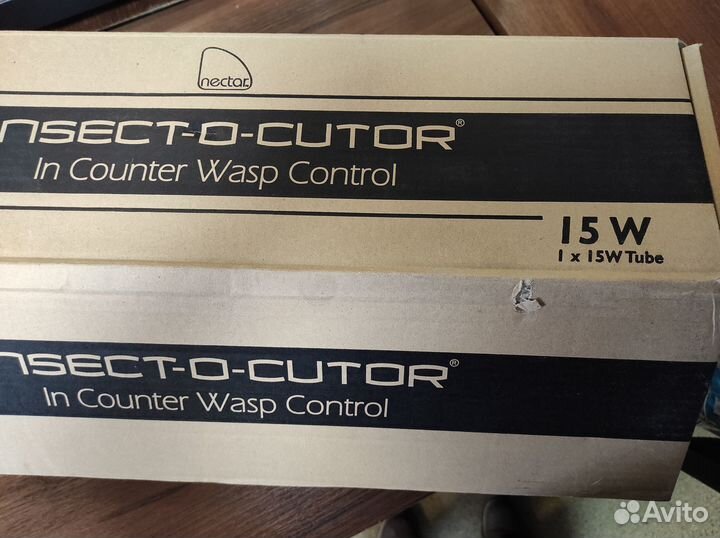 nectar
NSECT-O-CUTOR®
In Counter Wasp Control
15 W
1 x 15W Tube
NSECT-O-CUTOR®
In Counter Wasp Control
Avito